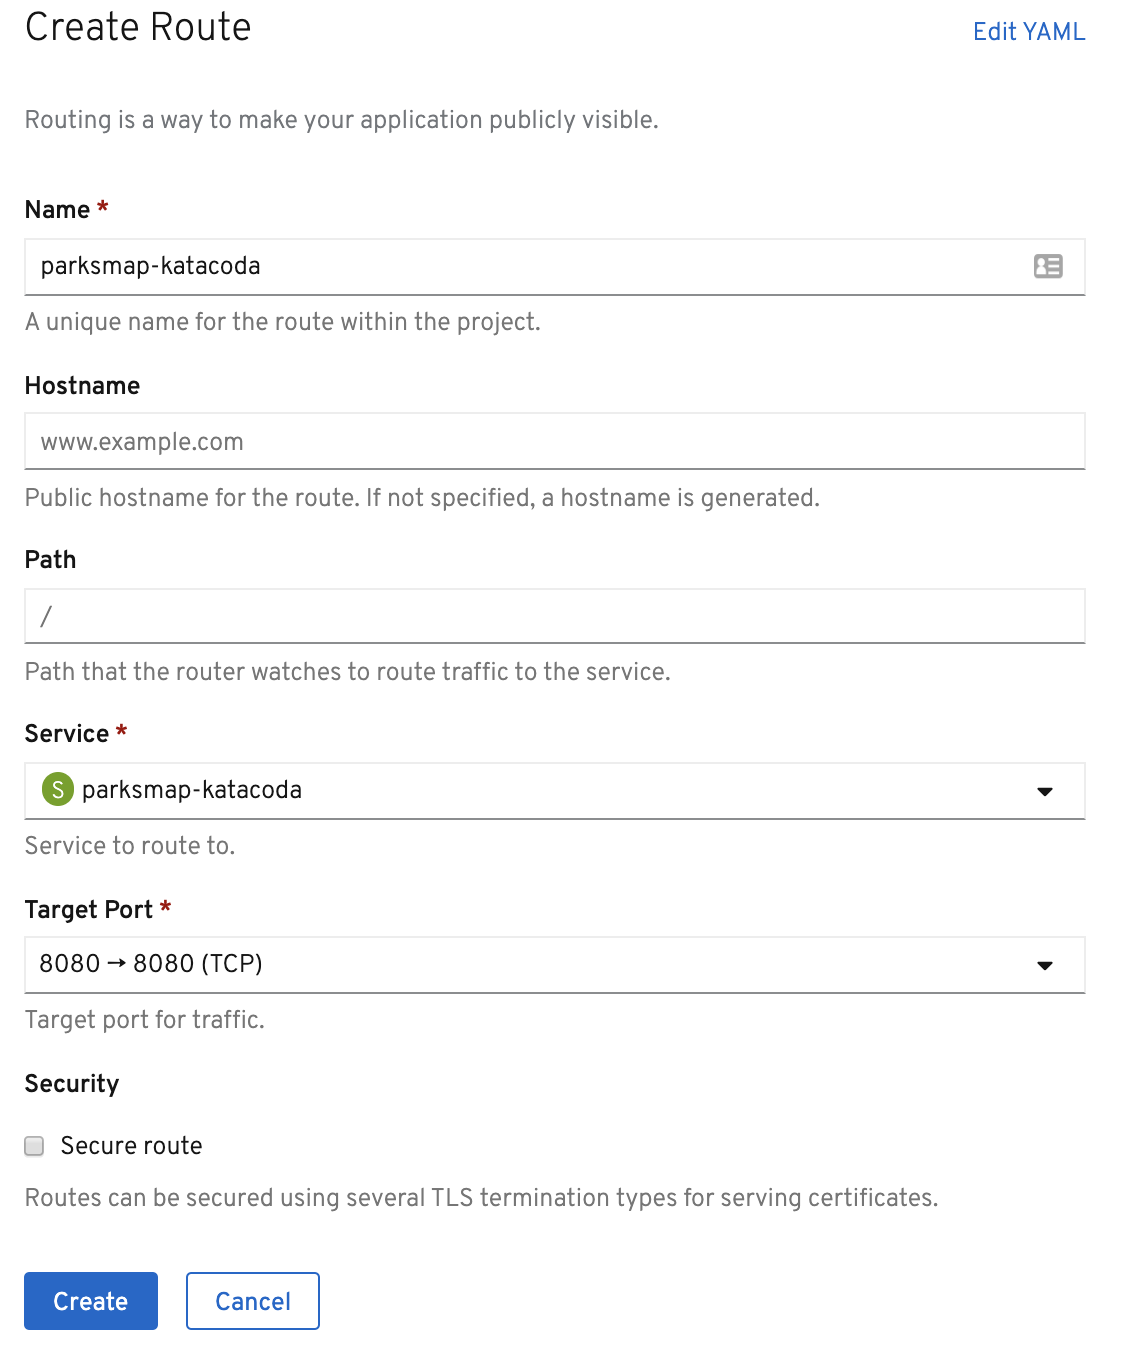 Create Route
Edit YAML
Routing is a way to make your application publicly visible.
Name *
parksmap-katacoda
A unique name for the route within the project.
Hostname
www.example.com
Public hostname for the route. If not specified, a hostname is generated.
Path
/
Path that the router watches to route traffic to the service.
Service *
S parksmap-katacoda
Service to route to.
Target Port *
8080 → 8080 (TCP)
Target port for traffic.
Security
Secure route
Routes can be secured using several TLS termination types for serving certificates.
Create
Cancel